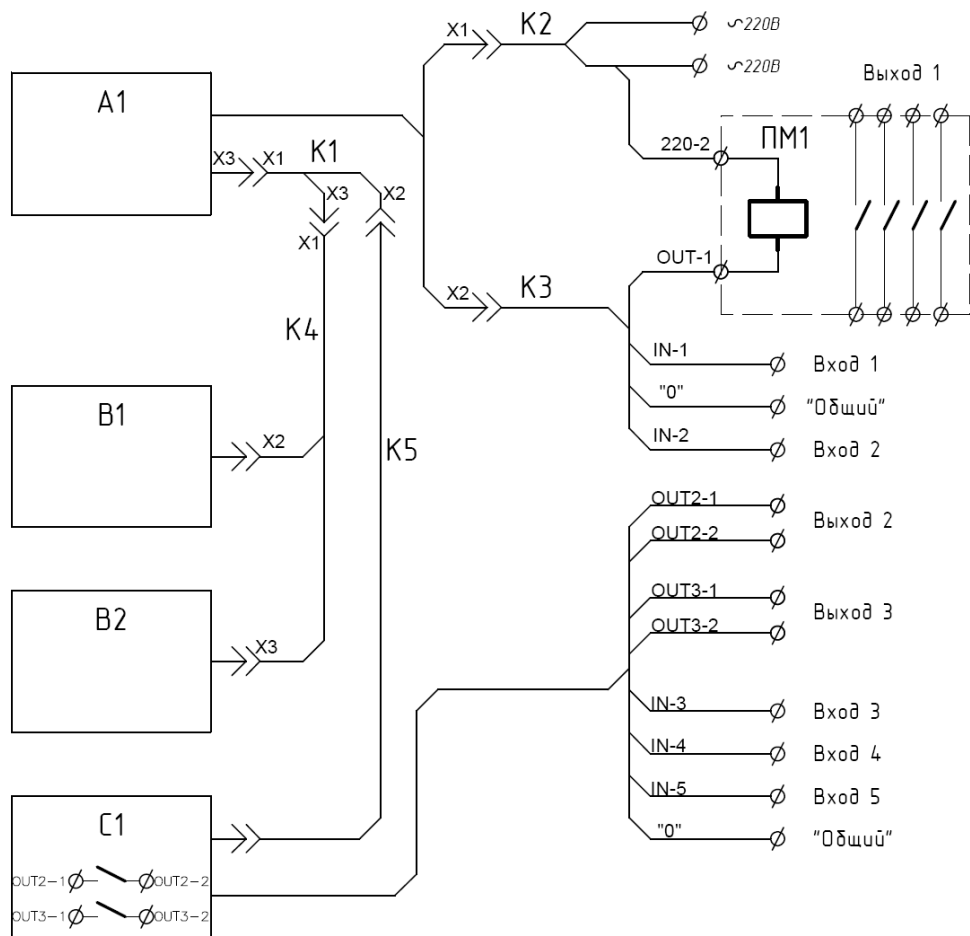 X1
K2
∿220В
∿220В
A1
Выход 1
X3
X1
K1
220-2
ПМ1
X3
X2
X1
OUT-1
X2
K3
K4
IN-1
Вход 1
"0"
"Общий"
B1
X2
K5
IN-2
Вход 2
OUT2-1
Выход 2
OUT2-2
OUT3-1
Выход 3
B2
OUT3-2
X3
IN-3
Вход 3
IN-4
Вход 4
IN-5
Вход 5
C1
"0"
"Общий"
OUT2-1
OUT2-2
OUT3-1
OUT3-2